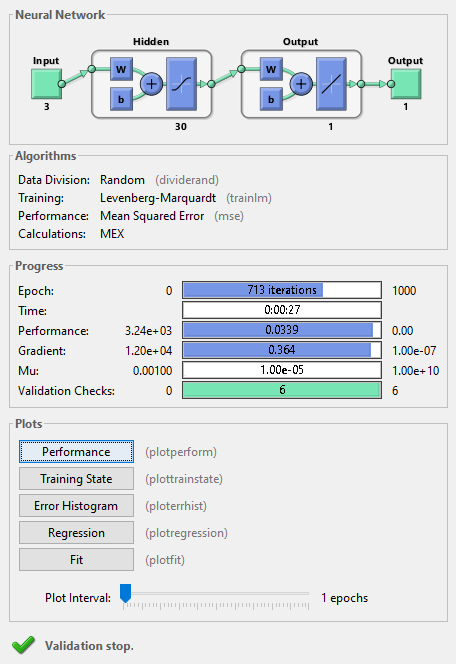 Neural Network
Hidden Output
Input W b + W b + Output
3 30 1 1
Algorithms
Data Division: Random (dividerand)
Training: Levenberg-Marquardt (trainlm)
Performance: Mean Squared Error (mse)
Calculations: MEX
Progress
Epoch: 0 713 iterations 1000
Time: 0:00:27
Performance: 3.24e+03 0.0339 0.00
Gradient: 1.20e+04 0.364 1.00e-07
Mu: 0.00100 1.00e-05 1.00e+10
Validation Checks: 0 6 6
Plots
Performance (plotperform)
Training State (plottrainstate)
Error Histogram (ploterrhist)
Regression (plotregression)
Fit (plotfit)
Plot Interval: 1 epochs
Validation stop.